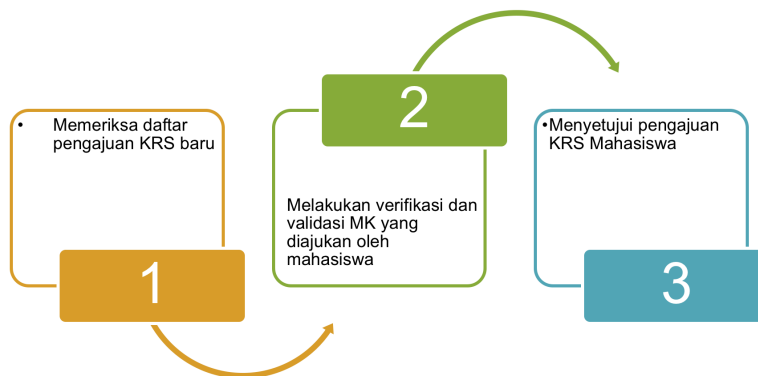 • Memeriksa daftar
pengajuan KRS baru
1
2
Melakukan verifikasi dan
validasi MK yang
diajukan oleh
mahasiswa
•Menyetujui pengajuan
KRS Mahasiswa
3